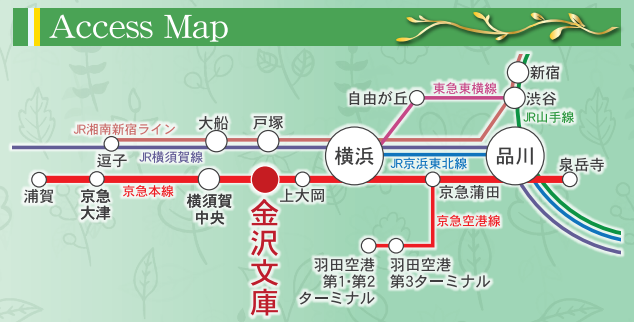 Access Map
新宿
東急東横線
自由が丘
渋谷
JR山手線
JR湘南新宿ライン
大船
戸塚
逗子
JR横須賀線
横浜
JR京浜東北線
品川
泉岳寺
浦賀
京急
大津
京急本線
横須賀
中央
金沢文庫
上大岡
京急蒲田
京急空港線
羽田空港
第1・第2
ターミナル
羽田空港
第3ターミナル